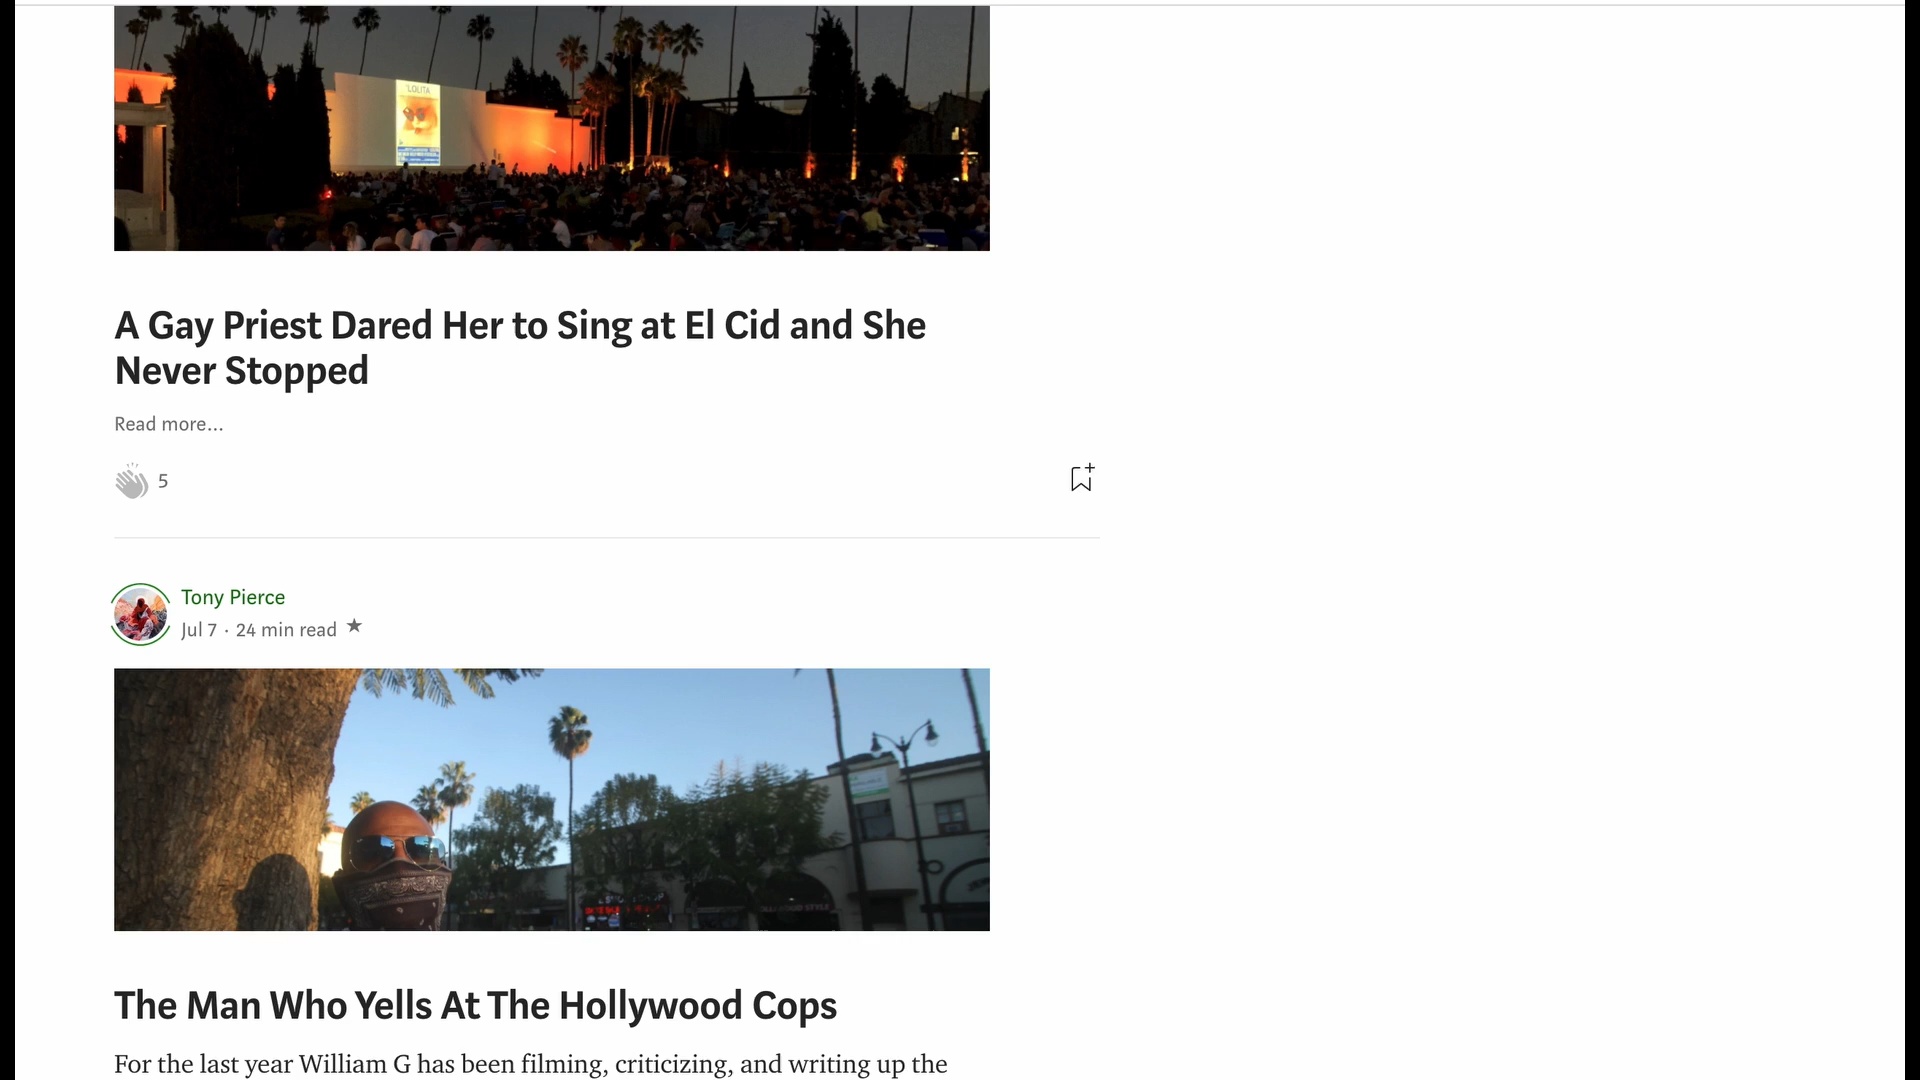 'LOLITA
A Gay Priest Dared Her to Sing at El Cid and She
Never Stopped
Read more...
5
Tony Pierce
Jul 7 · 24 min read
The Man Who Yells At The Hollywood Cops
For the last year William G has been filming, criticizing, and writing up the